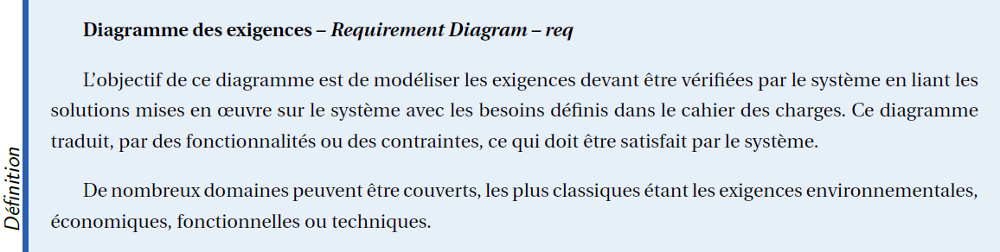 Diagramme des exigences – Requirement Diagram – req
L’objectif de ce diagramme est de modéliser les exigences devant être vérifiées par le système en liant les
solutions mises en œuvre sur le système avec les besoins définis dans le cahier des charges. Ce diagramme
traduit, par des fonctionnalités ou des contraintes, ce qui doit être satisfait par le système.
De nombreux domaines peuvent être couverts, les plus classiques étant les exigences environnementales,
économiques, fonctionnelles ou techniques.
Définition